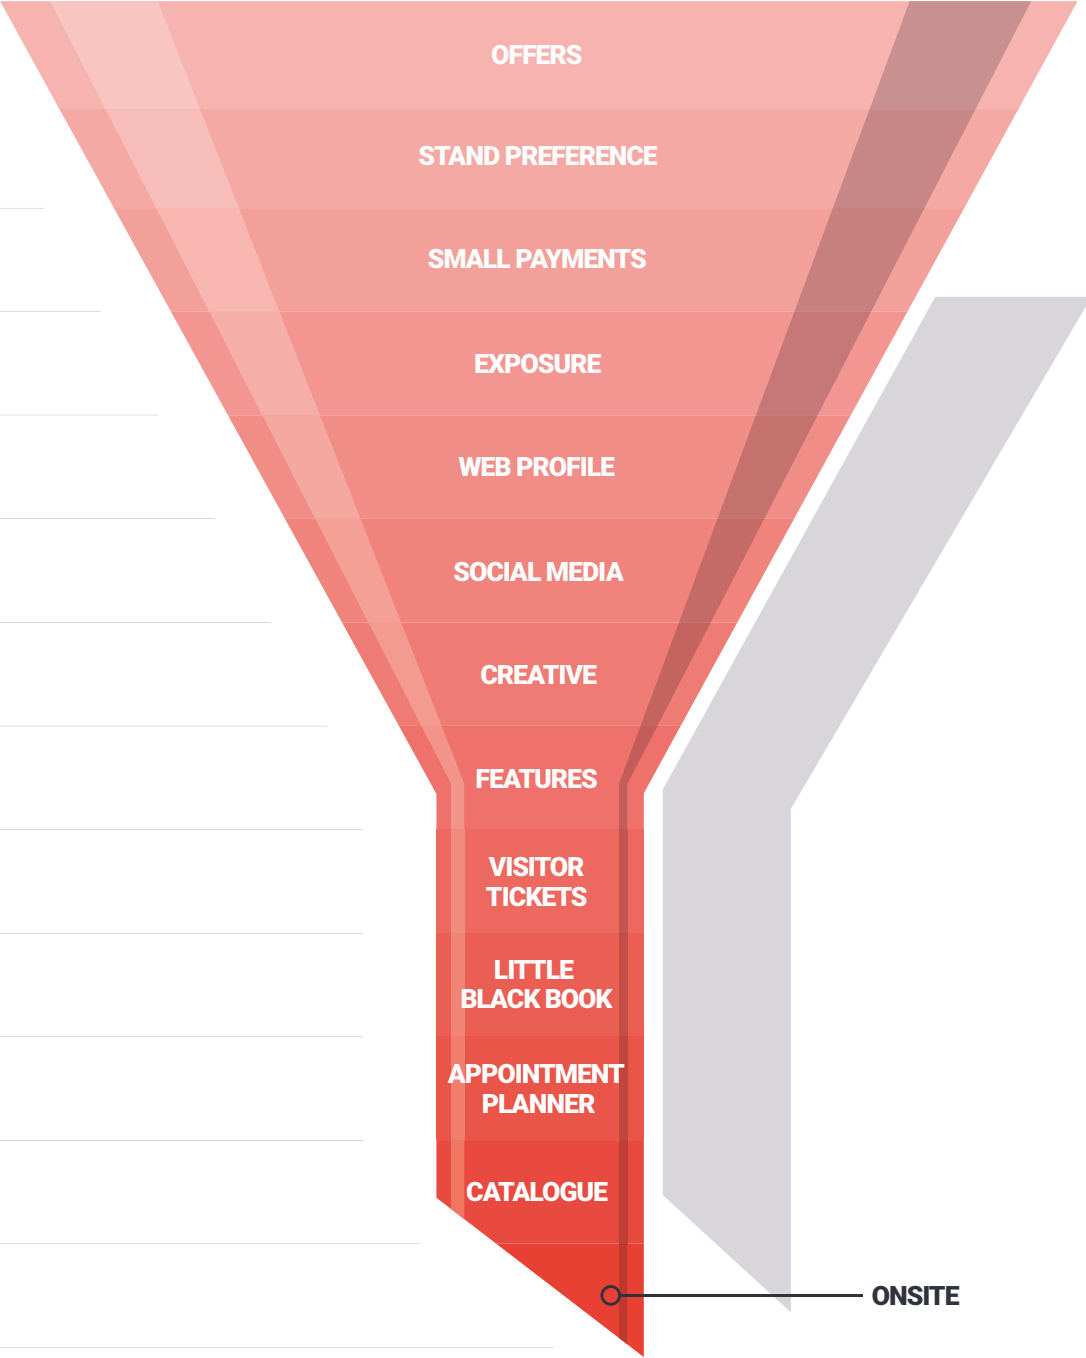 OFFERS
STAND PREFERENCE
SMALL PAYMENTS
EXPOSURE
WEB PROFILE
SOCIAL MEDIA
CREATIVE
FEATURES
VISITOR
TICKETS
LITTLE
BLACK BOOK
APPOINTMENT
PLANNER
CATALOGUE
ONSITE